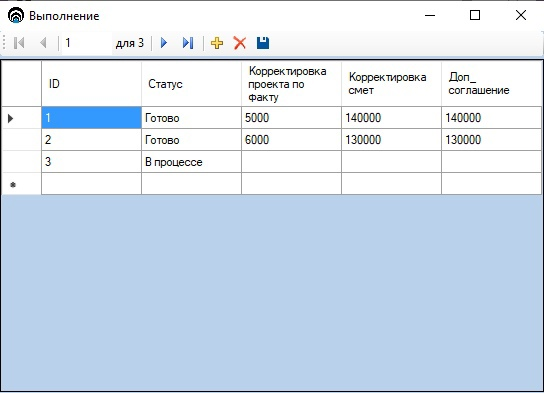 Выполнение
1 для 3
ID Статус Корректировка проекта по факту Корректировка смет Доп_ соглашение
1 Готово 5000 140000 140000
2 Готово 6000 130000 130000
3 В процессе